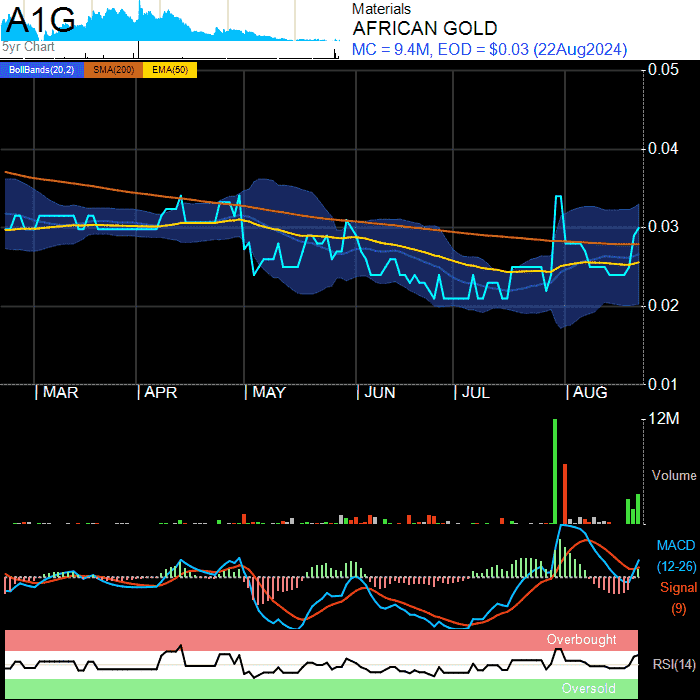 A1G
5yr Chart
Materials
AFRICAN GOLD
MC = 9.4M, EOD = $0.03 (22Aug2024)
BollBands(20,2) SMA(200) EMA(50)
0.05
0.04
0.03
0.02
0.01
MAR APR MAY JUN JUL AUG
12M
Volume
MACD
(12-26)
Signal
(9)
Overbought
RSI(14)
Oversold